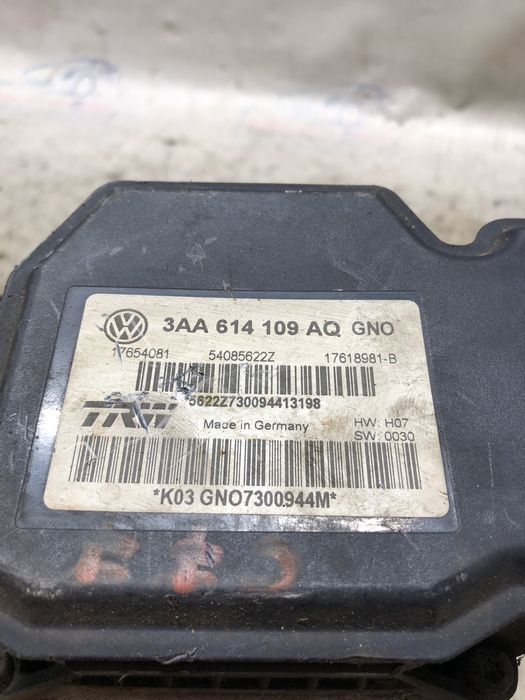 3AA 614 109 AQ GNO
17654081 54085622Z 17618981-B
5622Z730094413198
TRW Made in Germany HW: H07
SW: 0030
*K03 GNO7300944M*